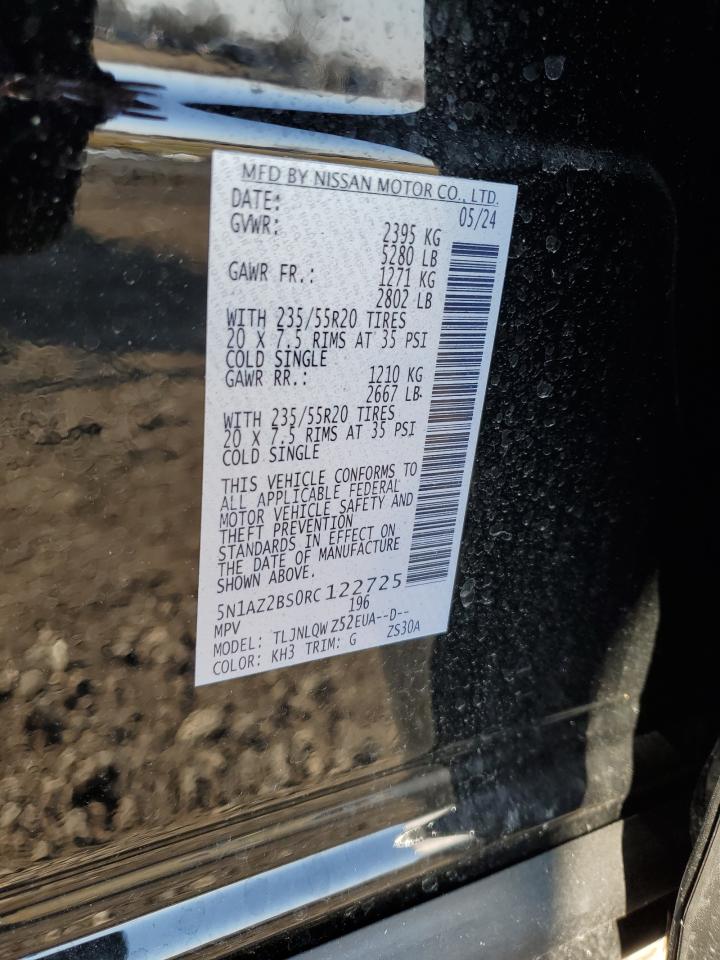 MFD BY NISSAN MOTOR CO., LTD.
DATE: 05/24
GVWR: 2395 KG
5280 LB
GAWR FR.: 1271 KG
2802 LB
WITH 235/55R20 TIRES
20 X 7.5 RIMS AT 35 PSI
COLD SINGLE
GAWR RR.: 1210 KG
2667 LB
WITH 235/55R20 TIRES
20 X 7.5 RIMS AT 35 PSI
COLD SINGLE
THIS VEHICLE CONFORMS TO
ALL APPLICABLE FEDERAL
MOTOR VEHICLE SAFETY AND
THEFT PREVENTION
STANDARDS IN EFFECT ON
THE DATE OF MANUFACTURE
SHOWN ABOVE.
5N1AZ2BS0RC122725
MPV 196
MODEL: TLJNLQW Z52EUA--D--
COLOR: KH3 TRIM: G ZS30A